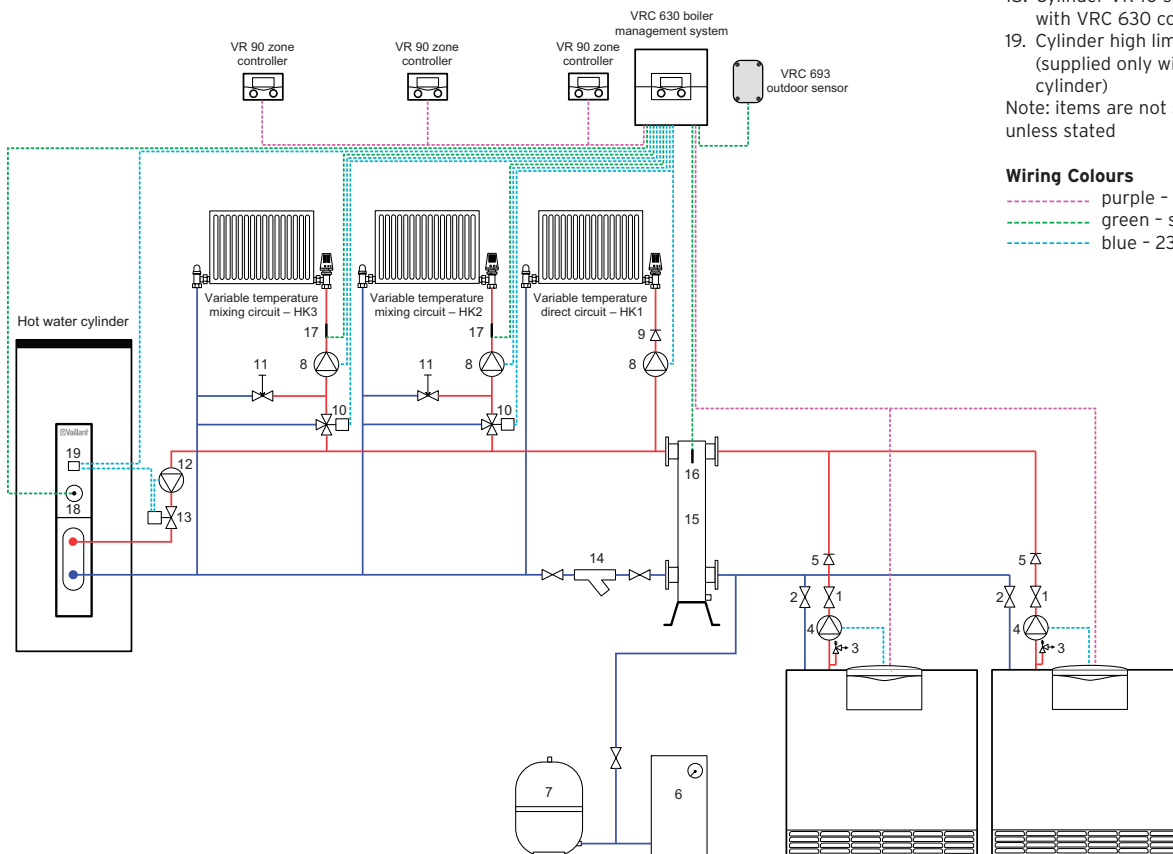 VRC 630 boiler
management system
VR 90 zone
controller
VR 90 zone
controller
VR 90 zone
controller
VRC 693
outdoor sensor
with VRC 630
19. Cylinder high
(supplied only
cylinder)
Note: items are not
unless stated
Wiring Colours
purple –
green –
blue –
Variable temperature
mixing circuit – HK3
Variable temperature
mixing circuit – HK2
Variable temperature
direct circuit – HK1
Hot water cylinder
17
17
9
11
8
11
8
8
10
10
Vaillant
19
12
16
18
13
15
14
5
5
2
1
2
1
4
4
3
3
7
6